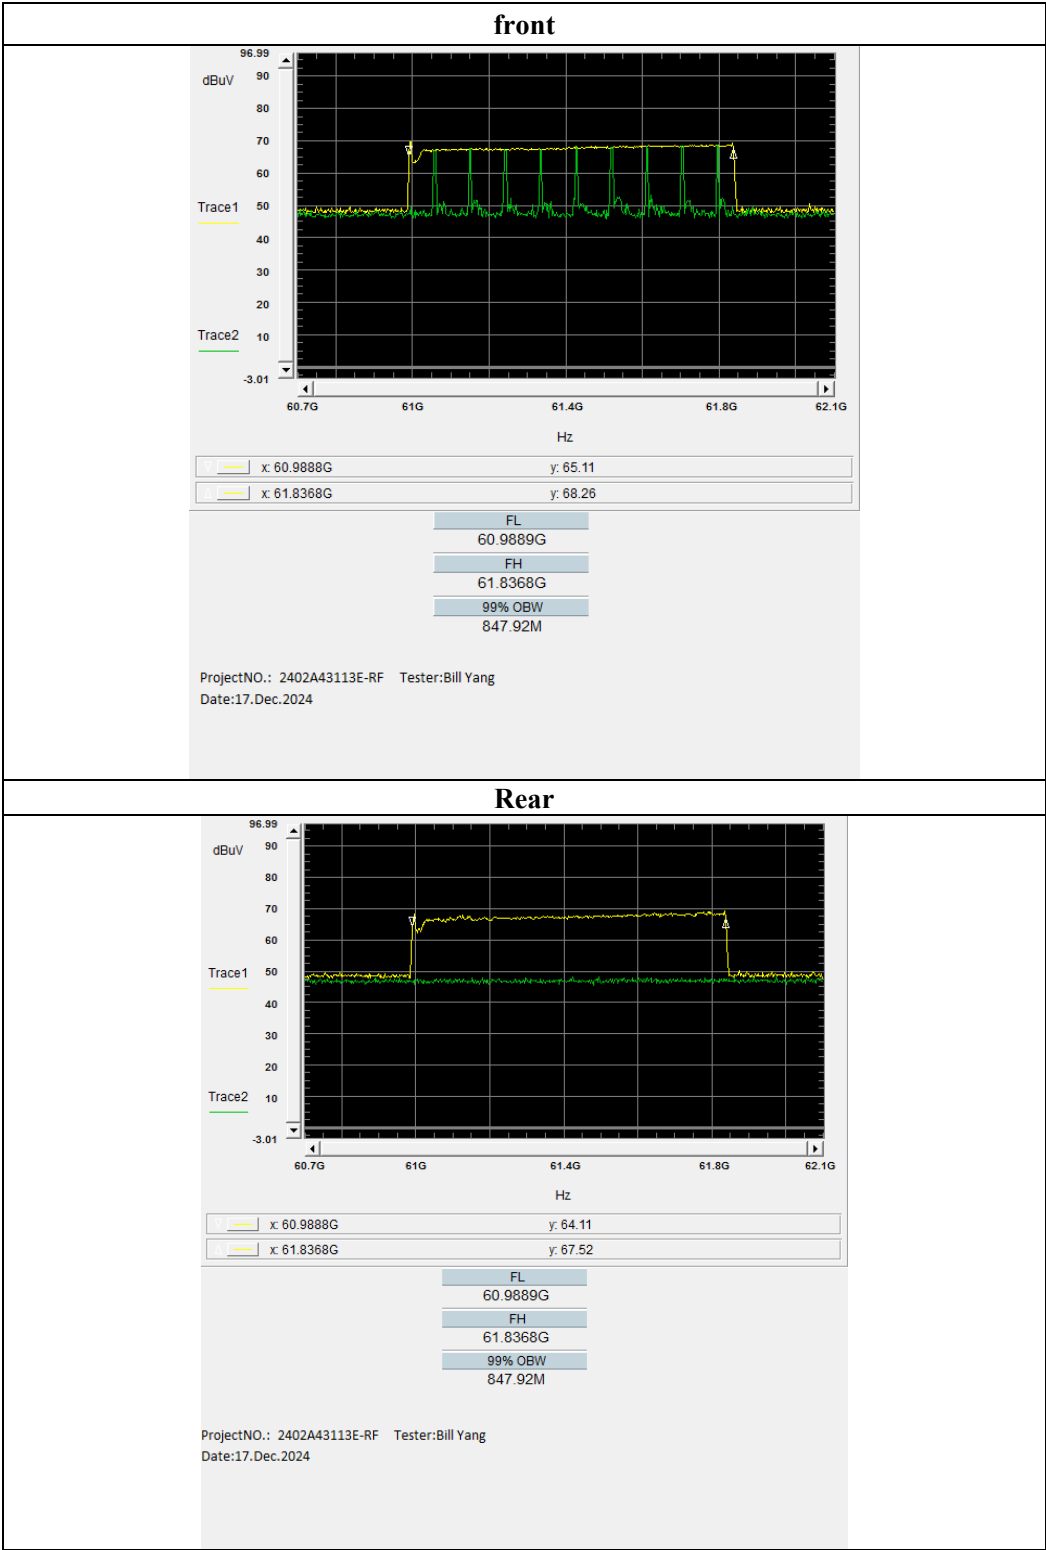 front
96.99
dBuV
90
80
70
60
Trace1
50
40
30
20
Trace2
10
-3.01
60.7G 61G 61.4G 61.8G 62.1G
Hz
x: 60.9888G y: 65.11
x: 61.8368G y: 68.26
FL
60.9889G
FH
61.8368G
99% OBW
847.92M
ProjectNO.: 2402A43113E-RF Tester:Bill Yang
Date:17.Dec.2024
Rear
96.99
dBuV
90
80
70
60
Trace1
50
40
30
20
Trace2
10
-3.01
60.7G 61G 61.4G 61.8G 62.1G
Hz
x: 60.9888G y: 64.11
x: 61.8368G y: 67.52
FL
60.9889G
FH
61.8368G
99% OBW
847.92M
ProjectNO.: 2402A43113E-RF Tester:Bill Yang
Date:17.Dec.2024